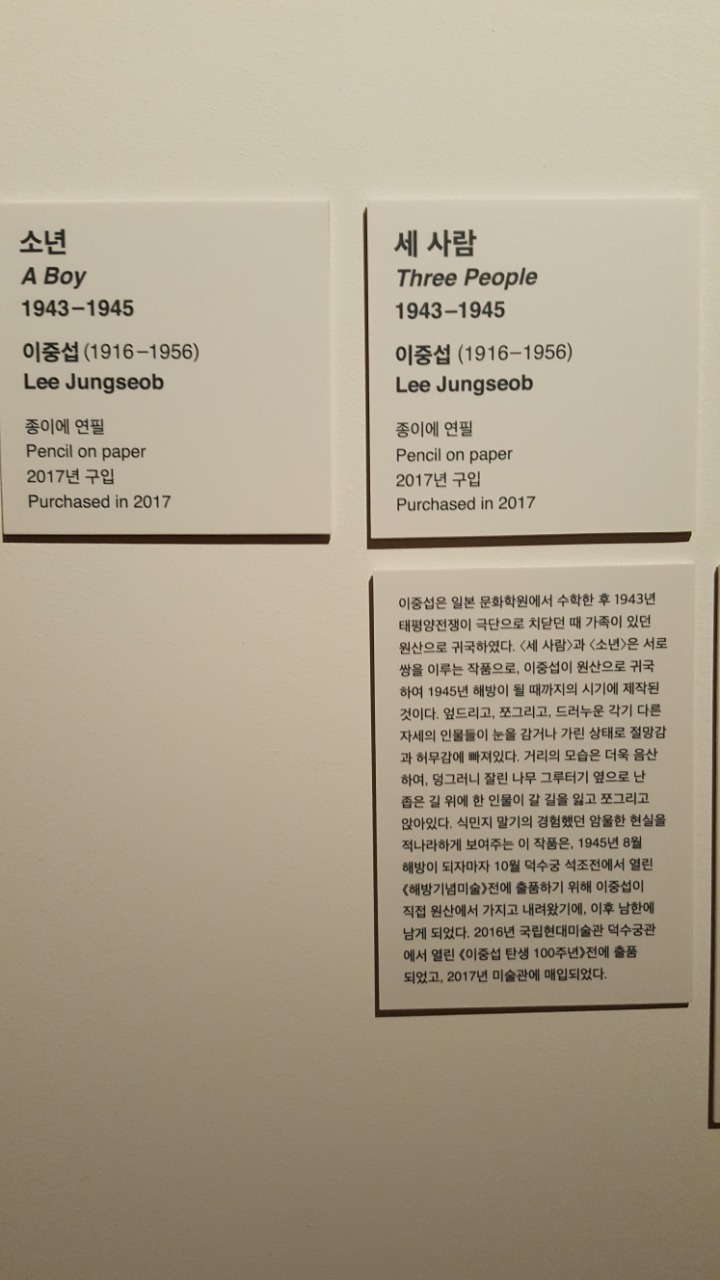 소년
A Boy
1943–1945
이중섭 (1916–1956)
Lee Jungseob
종이에 연필
Pencil on paper
2017년 구입
Purchased in 2017
세 사람
Three People
1943–1945
이중섭 (1916–1956)
Lee Jungseob
종이에 연필
Pencil on paper
2017년 구입
Purchased in 2017
이중섭은 일본 문화학원에서 수학한 후 1943년
태평양전쟁이 극단으로 치닫던 때 가족이 있던
원산으로 귀국하였다. 〈세 사람〉과 〈소년〉은 서로
쌍을 이루는 작품으로, 이중섭이 원산으로 귀국
하여 1945년 해방이 될 때까지의 시기에 제작된
것이다. 엎드리고, 쪼그리고, 드러누운 각기 다른
자세의 인물들이 눈을 감거나 가린 상태로 절망감
과 허무감에 빠져있다. 거리의 모습은 더욱 음산
하여, 덩그러니 잘린 나무 그루터기 옆으로 난
좁은 길 위에 한 인물이 갈 길을 잃고 쪼그리고
앉아있다. 식민지 말기의 경험했던 암울한 현실을
적나라하게 보여주는 이 작품은, 1945년 8월
해방이 되자마자 10월 덕수궁 석조전에서 열린
《해방기념미술》전에 출품하기 위해 이중섭이
직접 원산에서 가지고 내려왔기에, 이후 남한에
남게 되었다. 2016년 국립현대미술관 덕수궁관
에서 열린 《이중섭 탄생 100주년》전에 출품
되었고, 2017년 미술관에 매입되었다.